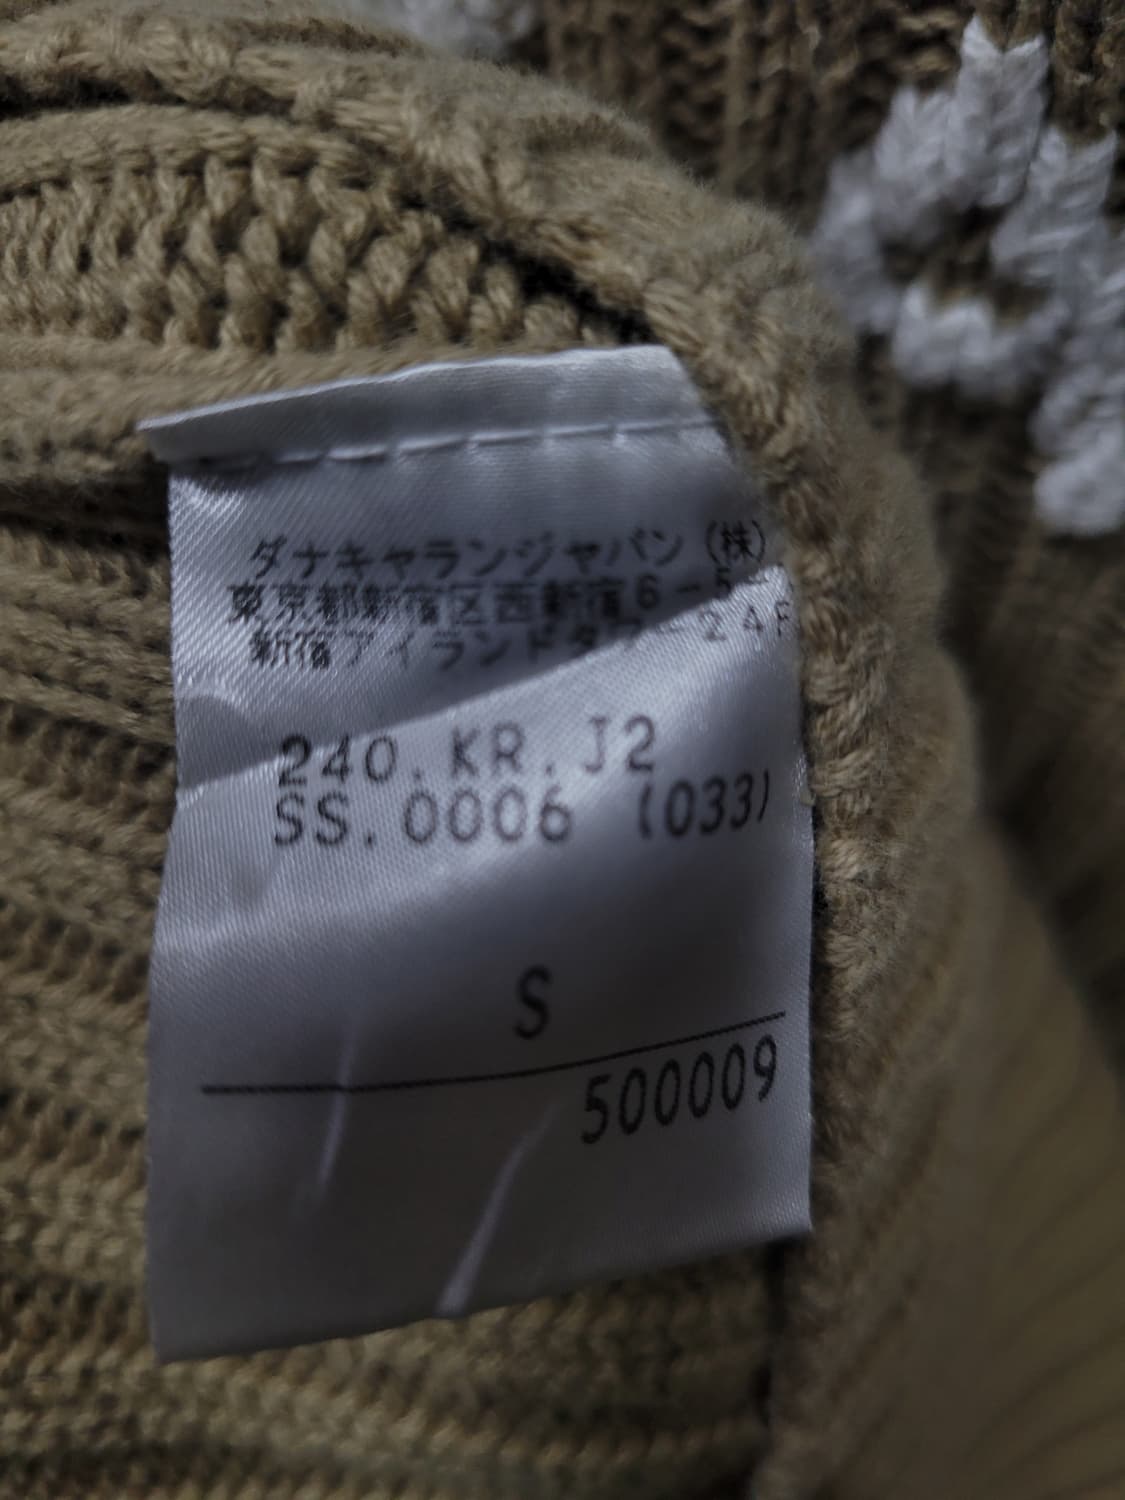 ダナキャランジャパン(株)
東京都新宿区西新宿6-5-
新宿アイランドタワー24F
240.KR.J2
SS.0006 (033)
S
500009